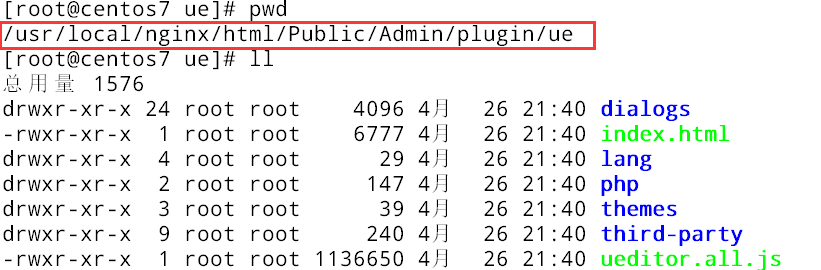 [root@centos7 ue]# pwd
/usr/local/nginx/html/Public/Admin/plugin/ue
[root@centos7 ue]# ll
总用量 1576
drwxr-xr-x 24 root root    4096 4月  26 21:40 dialogs
-rwxr-xr-x  1 root root    6777 4月  26 21:40 index.html
drwxr-xr-x  4 root root      29 4月  26 21:40 lang
drwxr-xr-x  2 root root     147 4月  26 21:40 php
drwxr-xr-x  3 root root      39 4月  26 21:40 themes
drwxr-xr-x  9 root root     240 4月  26 21:40 third-party
-rwxr-xr-x  1 root root 1136650 4月  26 21:40 ueditor.all.js